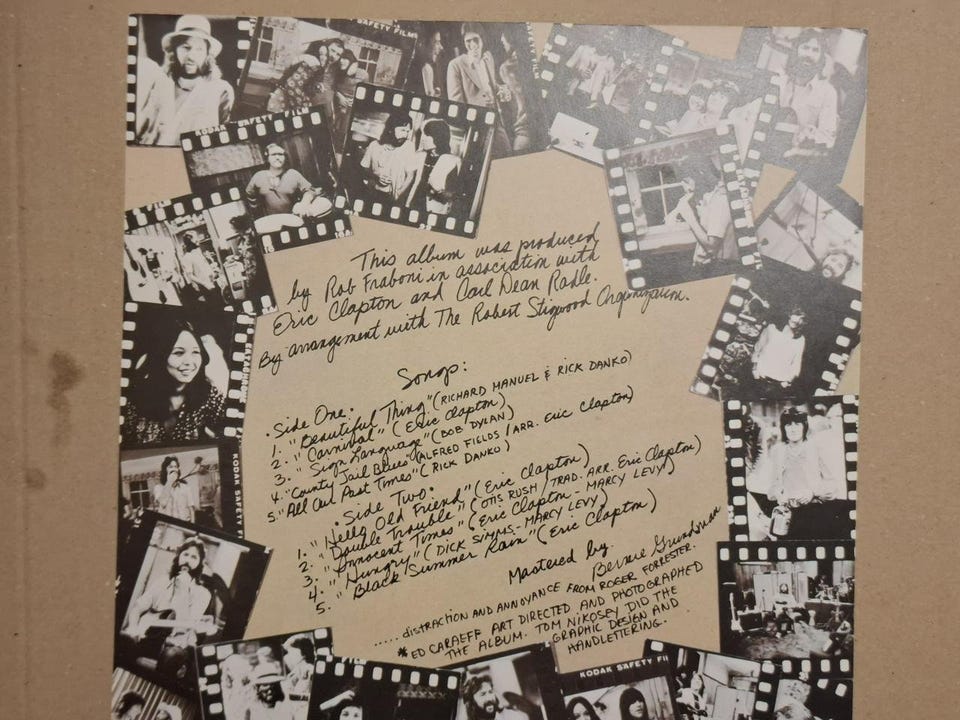 KODAK SAFETY FILM
SAFETY FILM
This album was produced
by Rob Fraboni in association with
Eric Clapton and Carl Dean Radle.
By arrangement with The Robert Stigwood Organization.
Songs:
• Side One •
1. "Beautiful Thing" (RICHARD MANUEL & RICK DANKO)
2. "Carnival" (Eric Clapton)
3. "Sign Language" (BOB DYLAN)
4. "County Jail Blues" (ALFRED FIELDS / ARR. Eric Clapton)
5. "All Our Past Times" (RICK DANKO)
• Side Two •
1. "Hello Old Friend" (Eric Clapton)
2. "Double Trouble" (OTIS RUSH / TRAD. ARR. Eric Clapton)
3. "Innocent Times" (Eric Clapton - MARCY LEVY)
4. "Hungry" (DICK SIMMS - MARCY LEVY)
5. "Black Summer Rain" (Eric Clapton)
Mastered by
Bernie Grundman
..... DISTRACTION AND ANNOYANCE FROM ROGER FORRESTER.
* ED CARAEFF ART DIRECTED AND PHOTOGRAPHED
THE ALBUM. TOM NIKOSEY DID THE
GRAPHIC DESIGN AND
HANDLETTERING.
KODAK S
KODAK SAFETY FI